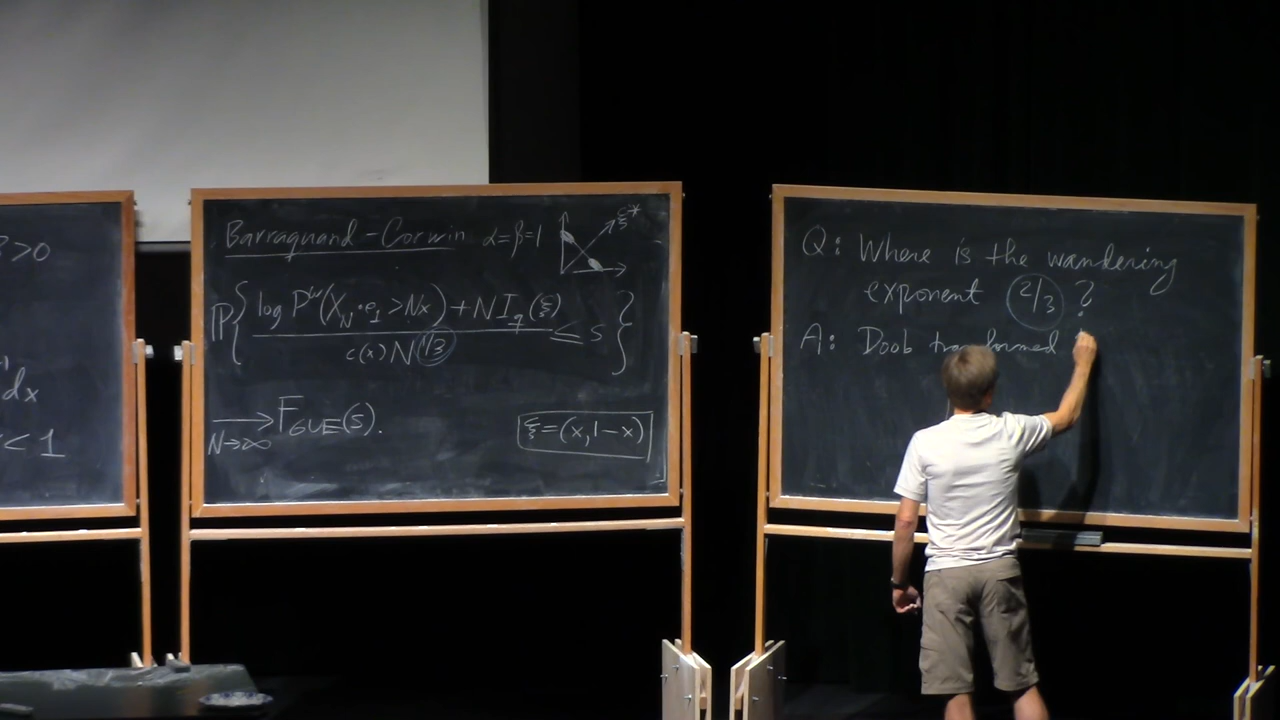 >0
dx
< 1
Barraquand-Corwin α=β=1
ξ*
P{ log P^ω(X_N·e_1 > Nx) + N I_q(ξ) / c(x) N^{1/3} ≤ s }
⟶ N→∞ F_GUE(s).
ξ=(x,1-x)
Q: Where is the wandering
exponent 2/3 ?
A: Doob transformed